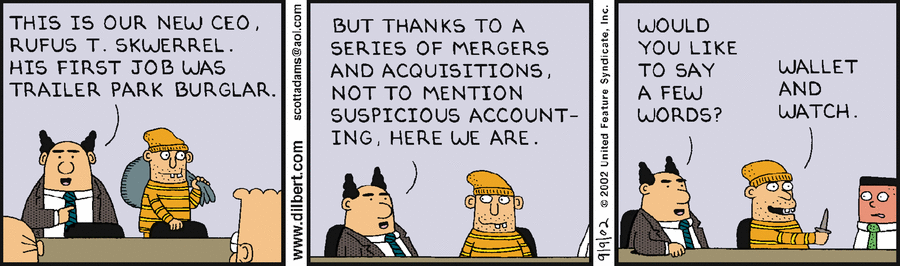 THIS IS OUR NEW CEO,
RUFUS T. SKWERREL.
HIS FIRST JOB WAS
TRAILER PARK BURGLAR.
www.dilbert.com
scottadams@aol.com
BUT THANKS TO A
SERIES OF MERGERS
AND ACQUISITIONS,
NOT TO MENTION
SUSPICIOUS ACCOUNT-
ING, HERE WE ARE.
9/9/02
© 2002 United Feature Syndicate, Inc.
WOULD
YOU LIKE
TO SAY
A FEW
WORDS?
WALLET
AND
WATCH.